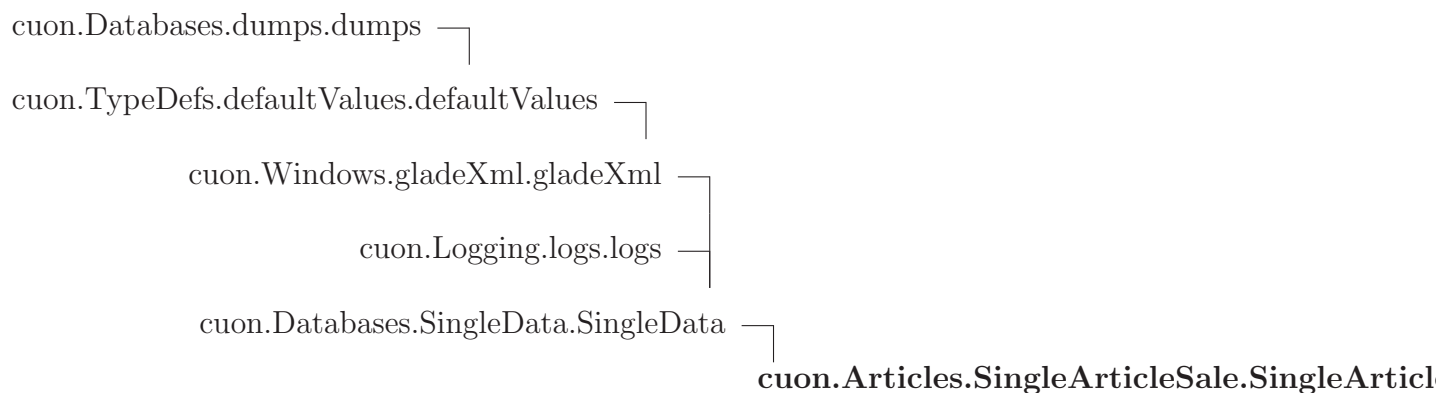 cuon.Databases.dumps.dumps
cuon.TypeDefs.defaultValues.defaultValues
cuon.Windows.gladeXml.gladeXml
cuon.Logging.logs.logs
cuon.Databases.SingleData.SingleData
cuon.Articles.SingleArticleSale.SingleArticl